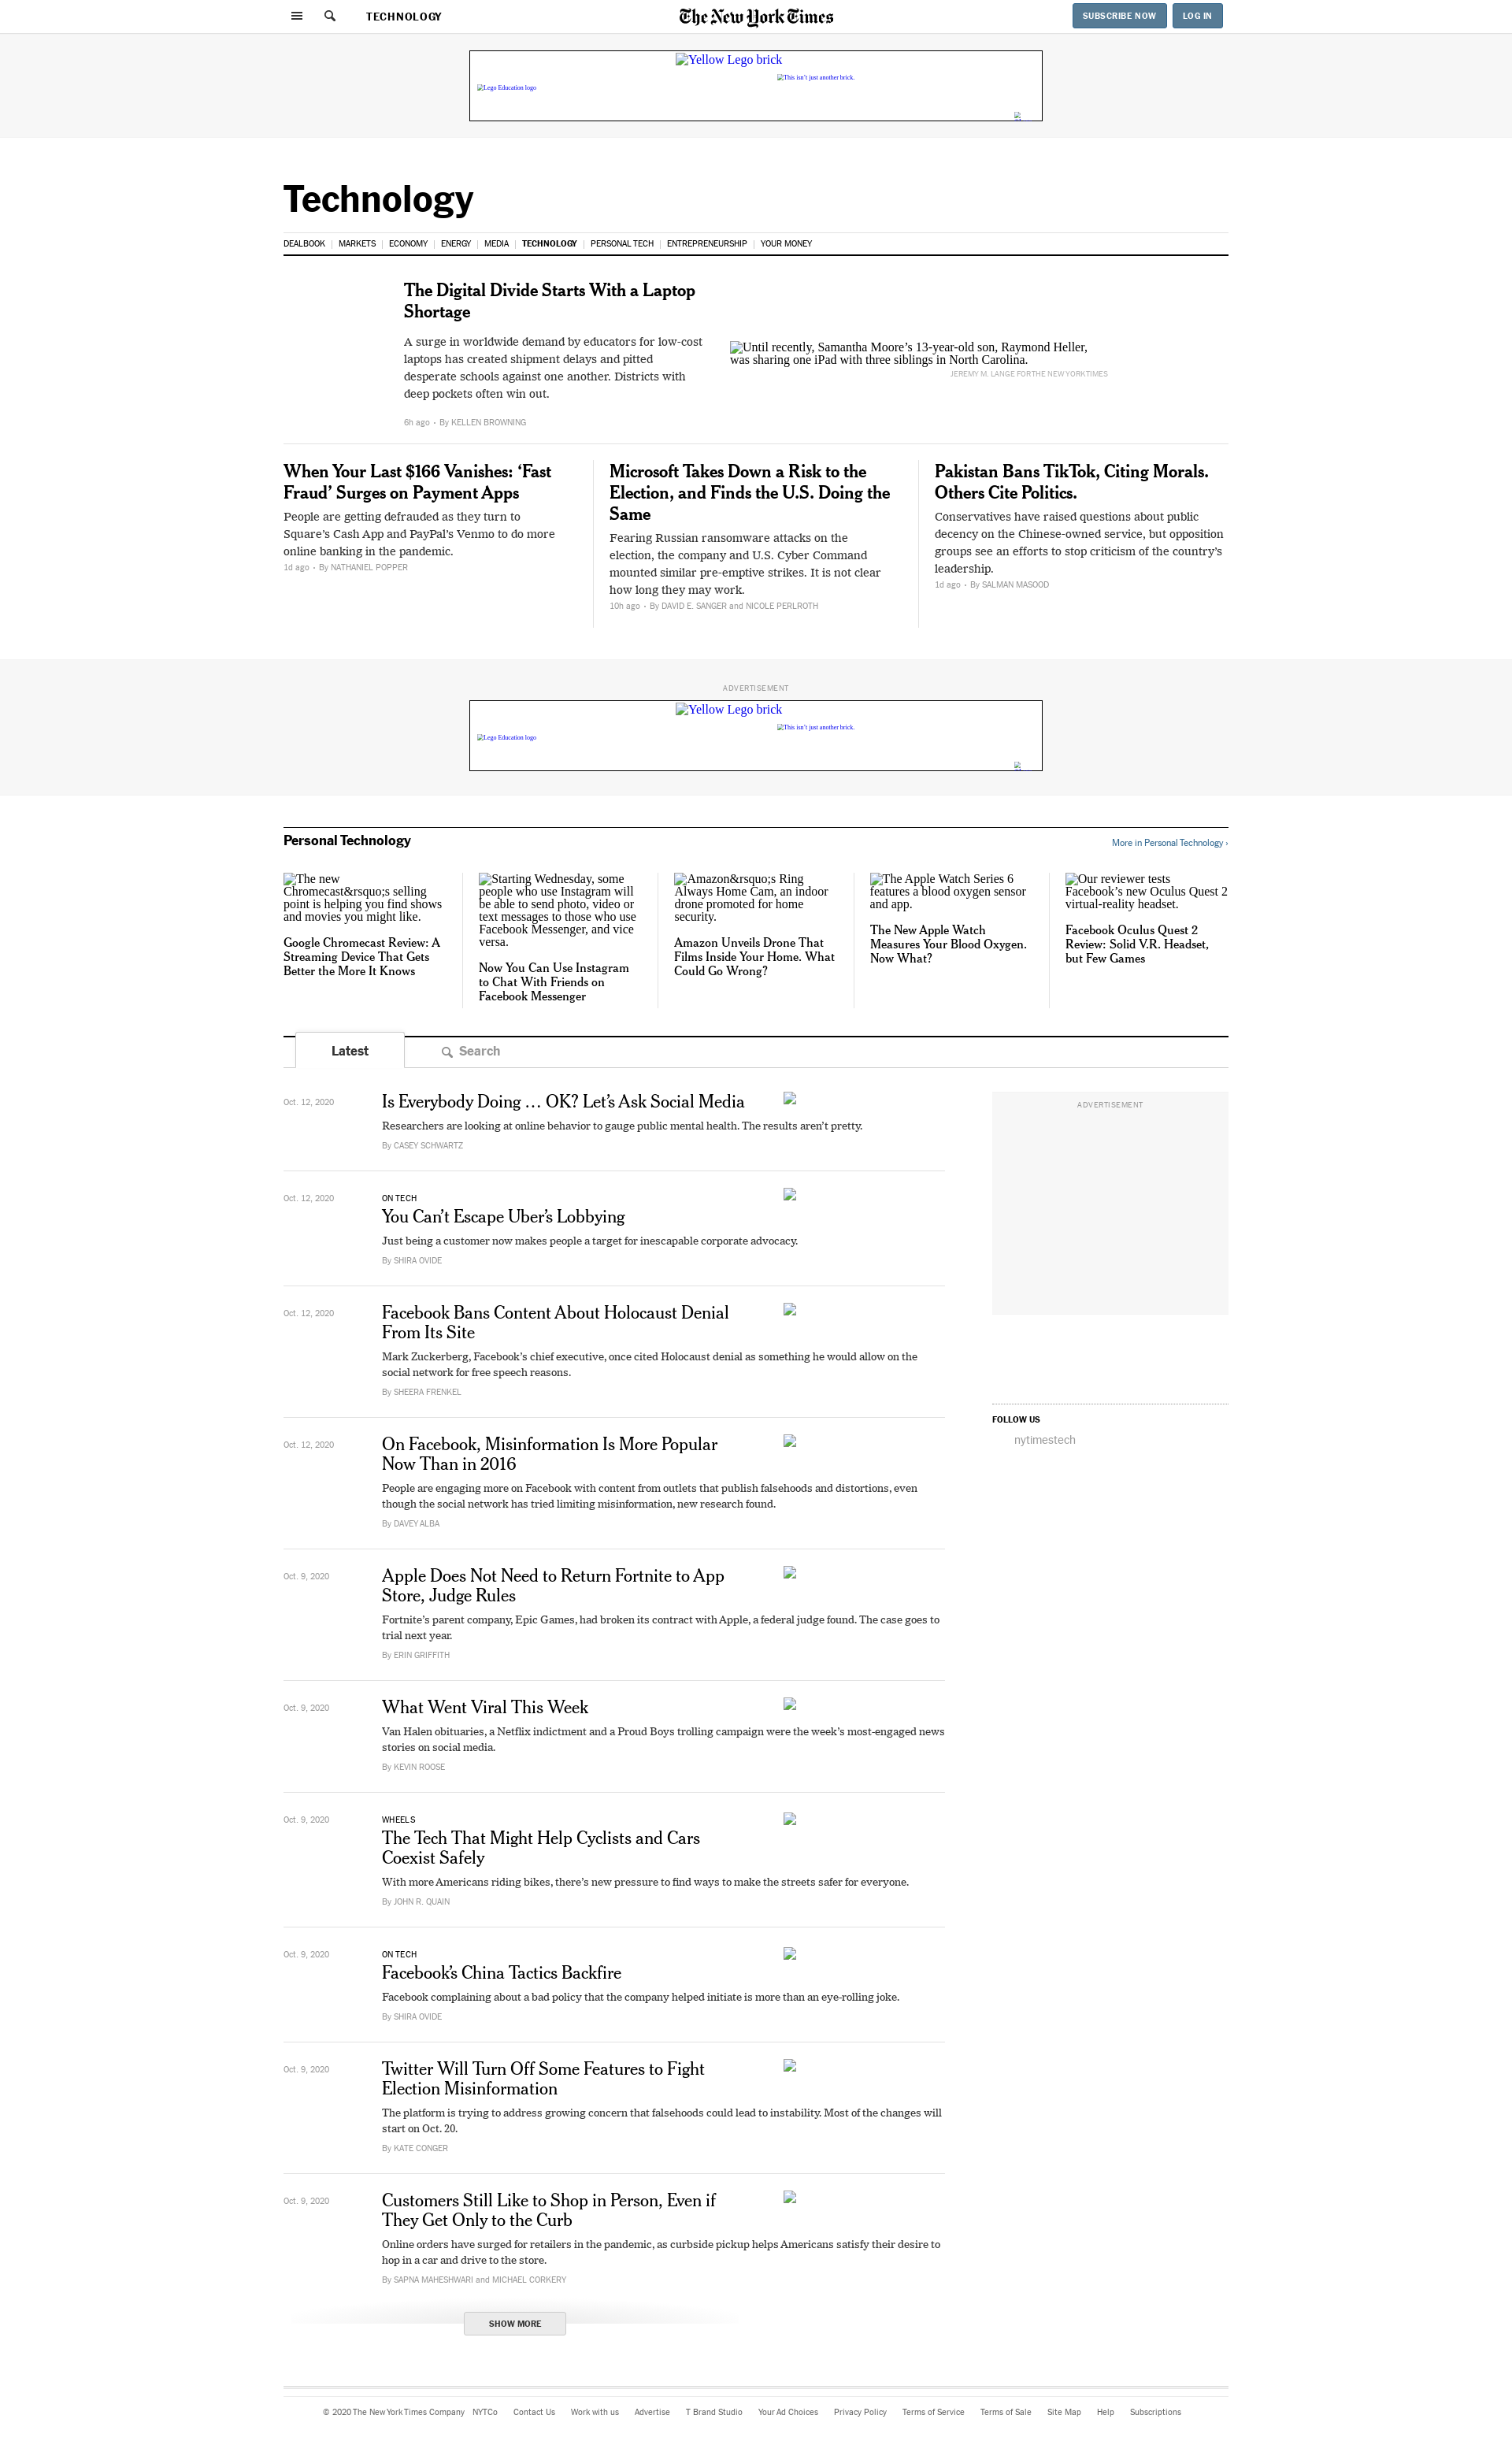 TECHNOLOGY
The New York Times
SUBSCRIBE NOW
LOG IN
Yellow Lego brick
This isn't just another brick.
Lego Education logo
Technology
DEALBOOK
MARKETS
ECONOMY
ENERGY
MEDIA
TECHNOLOGY
PERSONAL TECH
ENTREPRENEURSHIP
YOUR MONEY
The Digital Divide Starts With a Laptop
Shortage
A surge in worldwide demand by educators for low-cost
laptops has created shipment delays and pitted
desperate schools against one another. Districts with
deep pockets often win out.
6h ago • By KELLEN BROWNING
Until recently, Samantha Moore’s 13-year-old son, Raymond Heller,
was sharing one iPad with three siblings in North Carolina.
JEREMY M. LANGE FOR THE NEW YORK TIMES
When Your Last $166 Vanishes: ‘Fast
Fraud’ Surges on Payment Apps
People are getting defrauded as they turn to
Square’s Cash App and PayPal’s Venmo to do more
online banking in the pandemic.
1d ago • By NATHANIEL POPPER
Microsoft Takes Down a Risk to the
Election, and Finds the U.S. Doing the
Same
Fearing Russian ransomware attacks on the
election, the company and U.S. Cyber Command
mounted similar pre-emptive strikes. It is not clear
how long they may work.
10h ago • By DAVID E. SANGER and NICOLE PERLROTH
Pakistan Bans TikTok, Citing Morals.
Others Cite Politics.
Conservatives have raised questions about public
decency on the Chinese-owned service, but opposition
groups see an efforts to stop criticism of the country’s
leadership.
1d ago • By SALMAN MASOOD
ADVERTISEMENT
Yellow Lego brick
This isn't just another brick.
Lego Education logo
Personal Technology
More in Personal Technology ›
The new
Chromecast&rsquo;s selling
point is helping you find shows
and movies you might like.
Google Chromecast Review: A
Streaming Device That Gets
Better the More It Knows
Starting Wednesday, some
people who use Instagram will
be able to send photo, video or
text messages to those who use
Facebook Messenger, and vice
versa.
Now You Can Use Instagram
to Chat With Friends on
Facebook Messenger
Amazon&rsquo;s Ring
Always Home Cam, an indoor
drone promoted for home
security.
Amazon Unveils Drone That
Films Inside Your Home. What
Could Go Wrong?
The Apple Watch Series 6
features a blood oxygen sensor
and app.
The New Apple Watch
Measures Your Blood Oxygen.
Now What?
Our reviewer tests
Facebook’s new Oculus Quest 2
virtual-reality headset.
Facebook Oculus Quest 2
Review: Solid V.R. Headset,
but Few Games
Latest
Search
Oct. 12, 2020
Is Everybody Doing … OK? Let’s Ask Social Media
Researchers are looking at online behavior to gauge public mental health. The results aren’t pretty.
By CASEY SCHWARTZ
ADVERTISEMENT
Oct. 12, 2020
ON TECH
You Can’t Escape Uber’s Lobbying
Just being a customer now makes people a target for inescapable corporate advocacy.
By SHIRA OVIDE
Oct. 12, 2020
Facebook Bans Content About Holocaust Denial
From Its Site
Mark Zuckerberg, Facebook’s chief executive, once cited Holocaust denial as something he would allow on the
social network for free speech reasons.
By SHEERA FRENKEL
FOLLOW US
nytimestech
Oct. 12, 2020
On Facebook, Misinformation Is More Popular
Now Than in 2016
People are engaging more on Facebook with content from outlets that publish falsehoods and distortions, even
though the social network has tried limiting misinformation, new research found.
By DAVEY ALBA
Oct. 9, 2020
Apple Does Not Need to Return Fortnite to App
Store, Judge Rules
Fortnite’s parent company, Epic Games, had broken its contract with Apple, a federal judge found. The case goes to
trial next year.
By ERIN GRIFFITH
Oct. 9, 2020
What Went Viral This Week
Van Halen obituaries, a Netflix indictment and a Proud Boys trolling campaign were the week’s most-engaged news
stories on social media.
By KEVIN ROOSE
Oct. 9, 2020
WHEELS
The Tech That Might Help Cyclists and Cars
Coexist Safely
With more Americans riding bikes, there’s new pressure to find ways to make the streets safer for everyone.
By JOHN R. QUAIN
Oct. 9, 2020
ON TECH
Facebook’s China Tactics Backfire
Facebook complaining about a bad policy that the company helped initiate is more than an eye-rolling joke.
By SHIRA OVIDE
Oct. 9, 2020
Twitter Will Turn Off Some Features to Fight
Election Misinformation
The platform is trying to address growing concern that falsehoods could lead to instability. Most of the changes will
start on Oct. 20.
By KATE CONGER
Oct. 9, 2020
Customers Still Like to Shop in Person, Even if
They Get Only to the Curb
Online orders have surged for retailers in the pandemic, as curbside pickup helps Americans satisfy their desire to
hop in a car and drive to the store.
By SAPNA MAHESHWARI and MICHAEL CORKERY
SHOW MORE
© 2020 The New York Times Company
NYTCo
Contact Us
Work with us
Advertise
T Brand Studio
Your Ad Choices
Privacy Policy
Terms of Service
Terms of Sale
Site Map
Help
Subscriptions